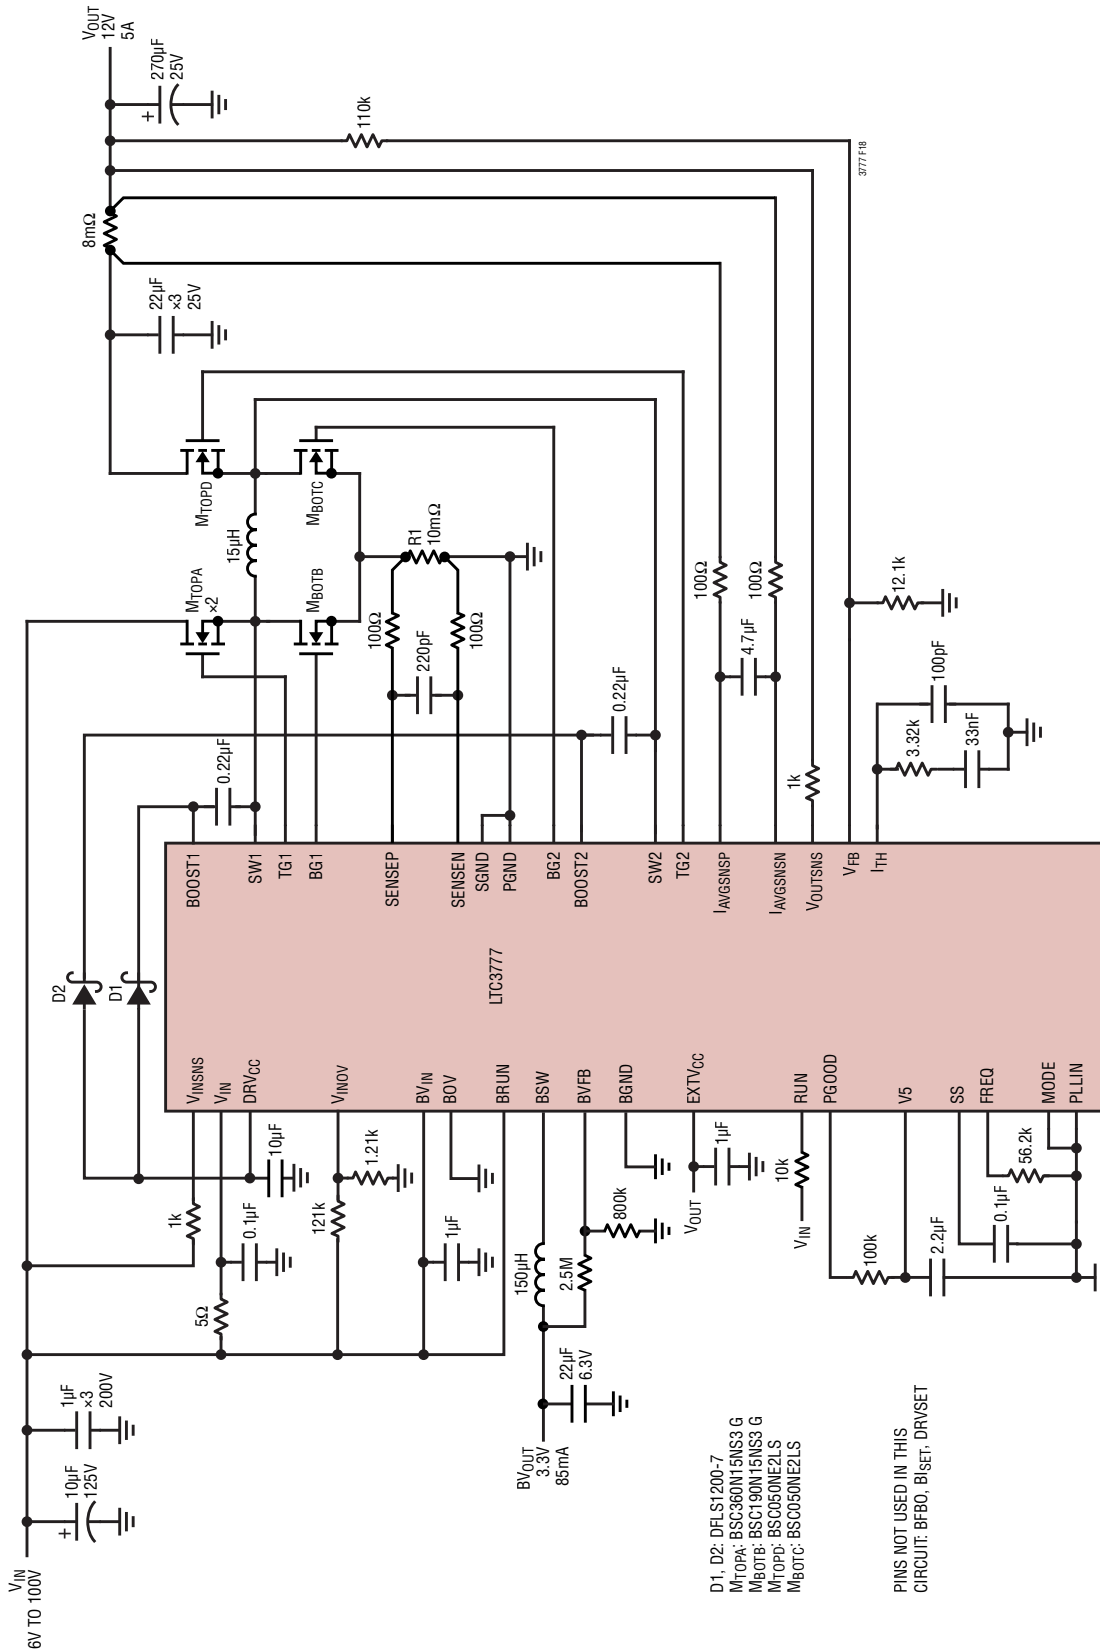 VIN
6V TO 100V
10µF
125V
+
1µF
×3
200V
5Ω
1k
0.1µF
10µF
121k
1.21k
1µF
BVOUT
3.3V
85mA
22µF
6.3V
150µH
2.5M
800k
VOUT
1µF
VIN
10k
100k
2.2µF
0.1µF
56.2k
D2
D1
VINSNS
VIN
DRVCC
VINOV
BVIN
BOV
BRUN
BSW
BVFB
BGND
EXTVCC
RUN
PGOOD
V5
SS
FREQ
MODE
PLLIN
LTC3777
BOOST1
SW1
TG1
BG1
SENSEP
SENSEN
SGND
PGND
BG2
BOOST2
SW2
TG2
IAVGSNSP
IAVGSNSN
VOUTSNS
VFB
ITH
0.22µF
MTOPA
×2
MBOTB
15µH
MTOPD
MBOTC
100Ω
220pF
100Ω
R1
10mΩ
0.22µF
100Ω
4.7µF
100Ω
1k
12.1k
3.32k
33nF
100pF
22µF
×3
25V
8mΩ
110k
+
270µF
25V
VOUT
12V
5A
D1, D2: DFLS1200-7
MTOPA: BSC360N15NS3 G
MBOTB: BSC190N15NS3 G
MTOPD: BSC050NE2LS
MBOTC: BSC050NE2LS
PINS NOT USED IN THIS
CIRCUIT: BFBO, BISET, DRVSET
3777 F18